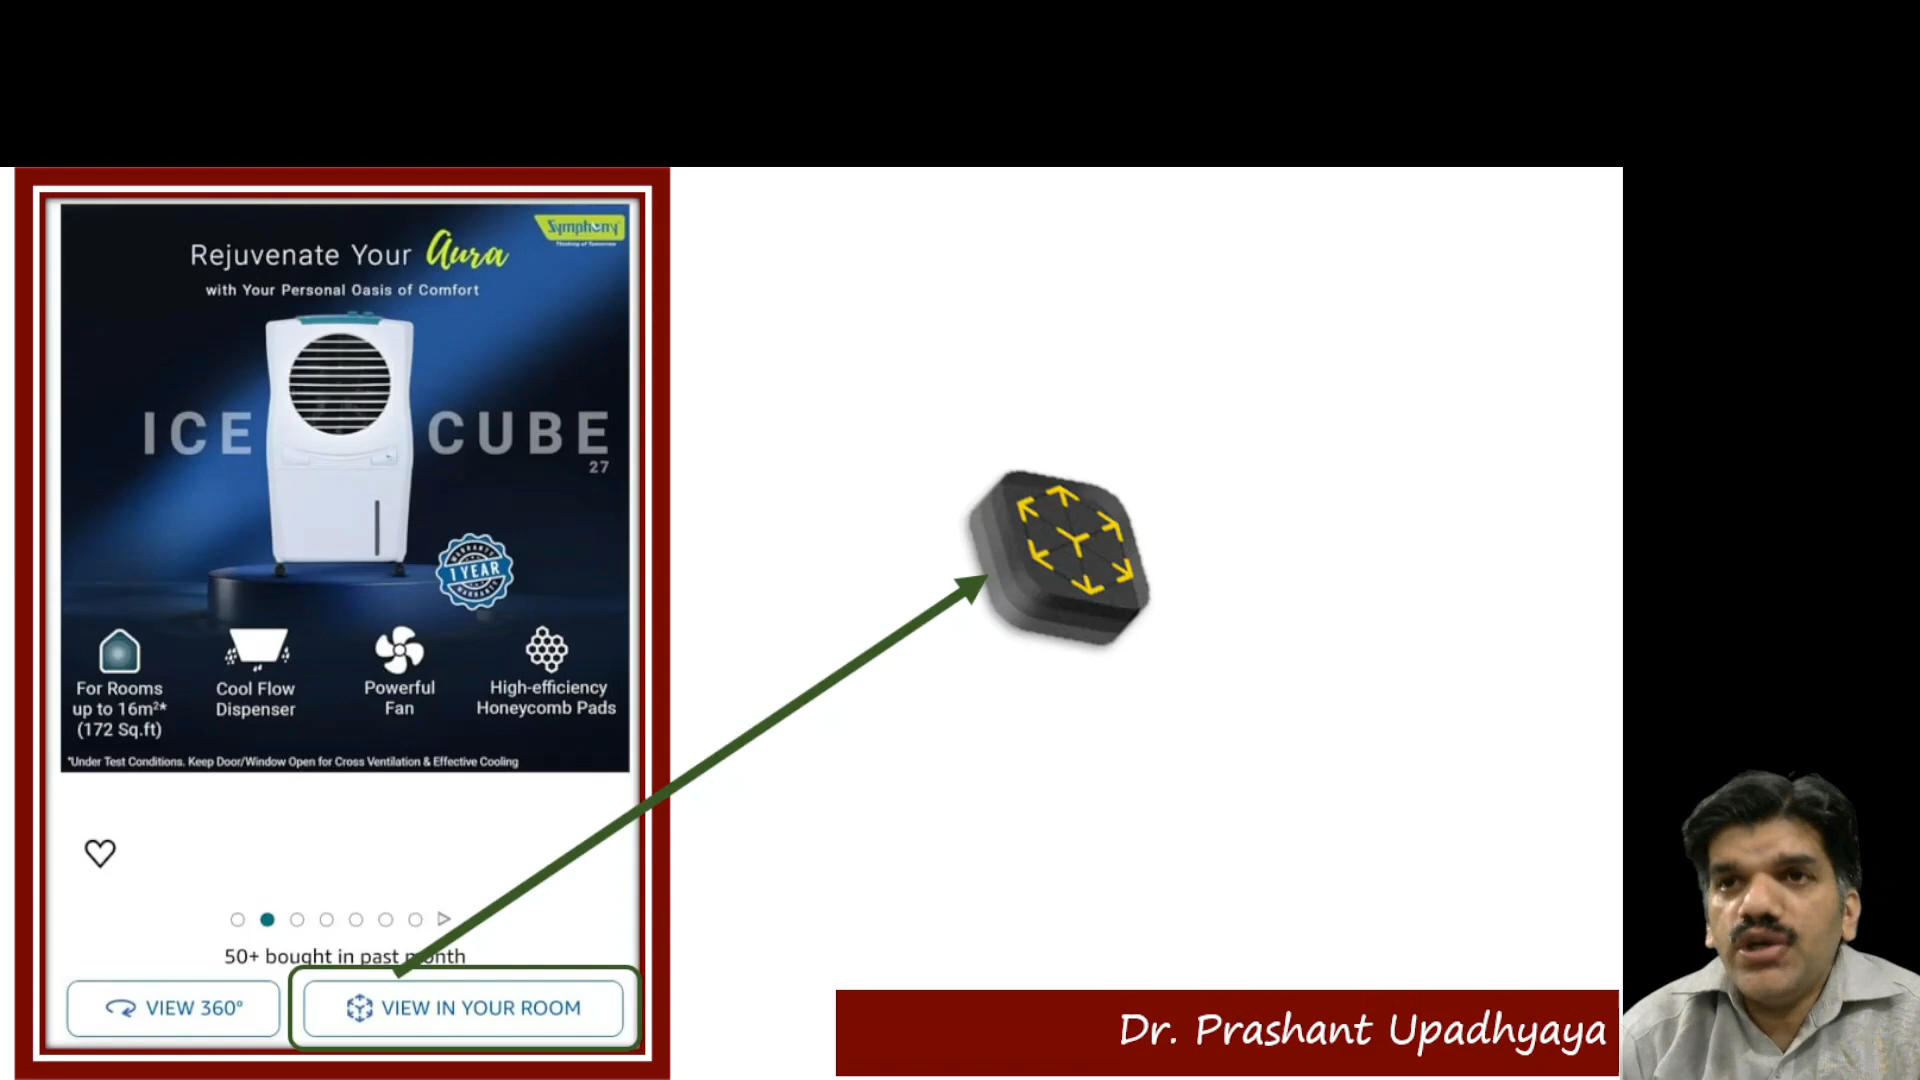 Symphony
Thinking of Tomorrow
Rejuvenate Your Aura
with Your Personal Oasis of Comfort
ICE CUBE
27
WARRANTY
1 YEAR
WARRANTY
For Rooms
up to 16m²*
(172 Sq.ft)
Cool Flow
Dispenser
Powerful
Fan
High-efficiency
Honeycomb Pads
*Under Test Conditions. Keep Door/Window Open for Cross Ventilation & Effective Cooling
50+ bought in past month
VIEW 360°
VIEW IN YOUR ROOM
Dr. Prashant Upadhyaya